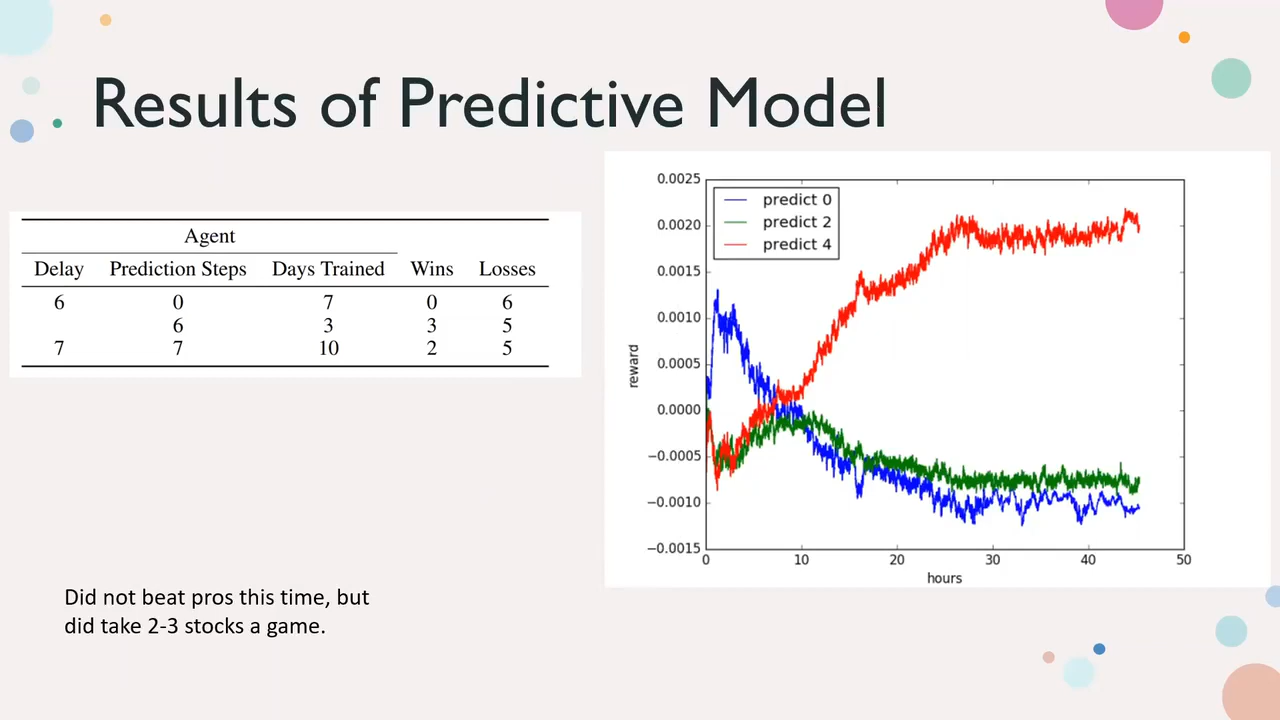 Results of Predictive Model
Agent
Delay Prediction Steps Days Trained Wins Losses
6 0 7 0 6
6 3 3 5
7 7 10 2 5
Did not beat pros this time, but
did take 2-3 stocks a game.
0.0025
0.0020
0.0015
0.0010
0.0005
0.0000
−0.0005
−0.0010
−0.0015
reward
predict 0
predict 2
predict 4
0 10 20 30 40 50
hours